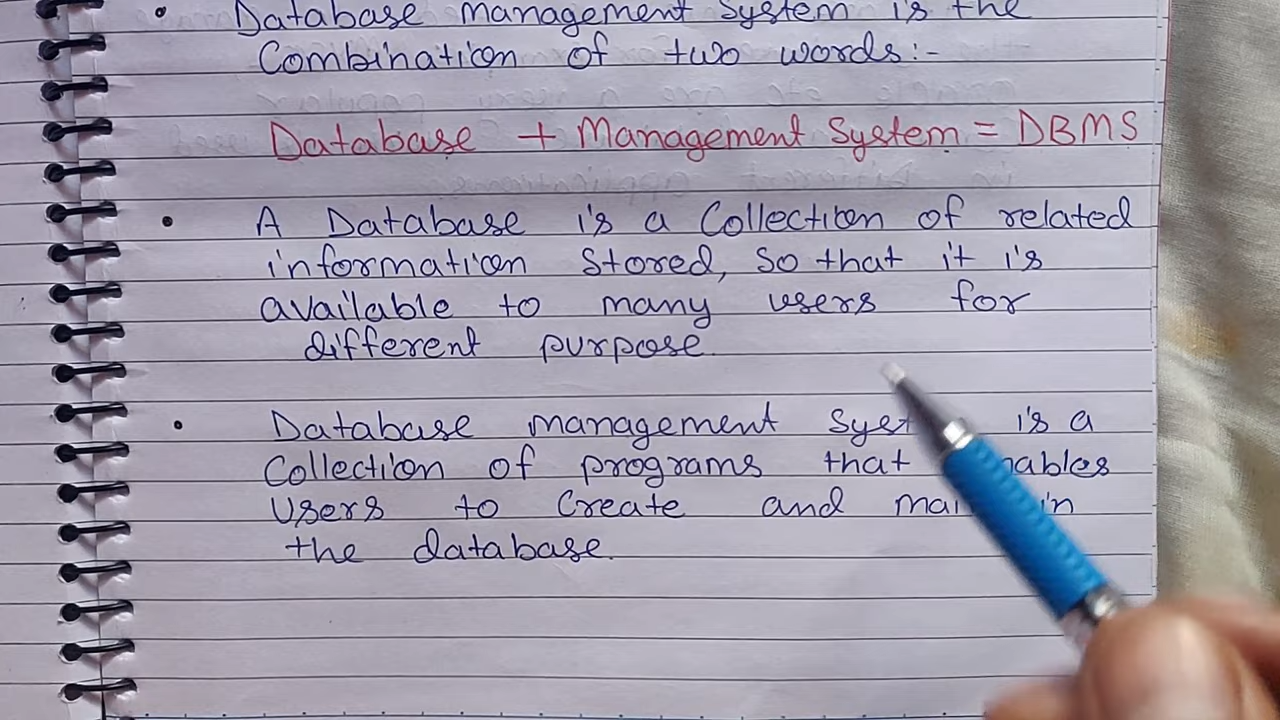 Database management System is the
Combination of two words:-
Database + Management System = DBMS
A Database is a Collection of related
information Stored, So that it is
available to many users for
different purpose.
Database management is a
Collection of programs that
Users to Create and
the database.